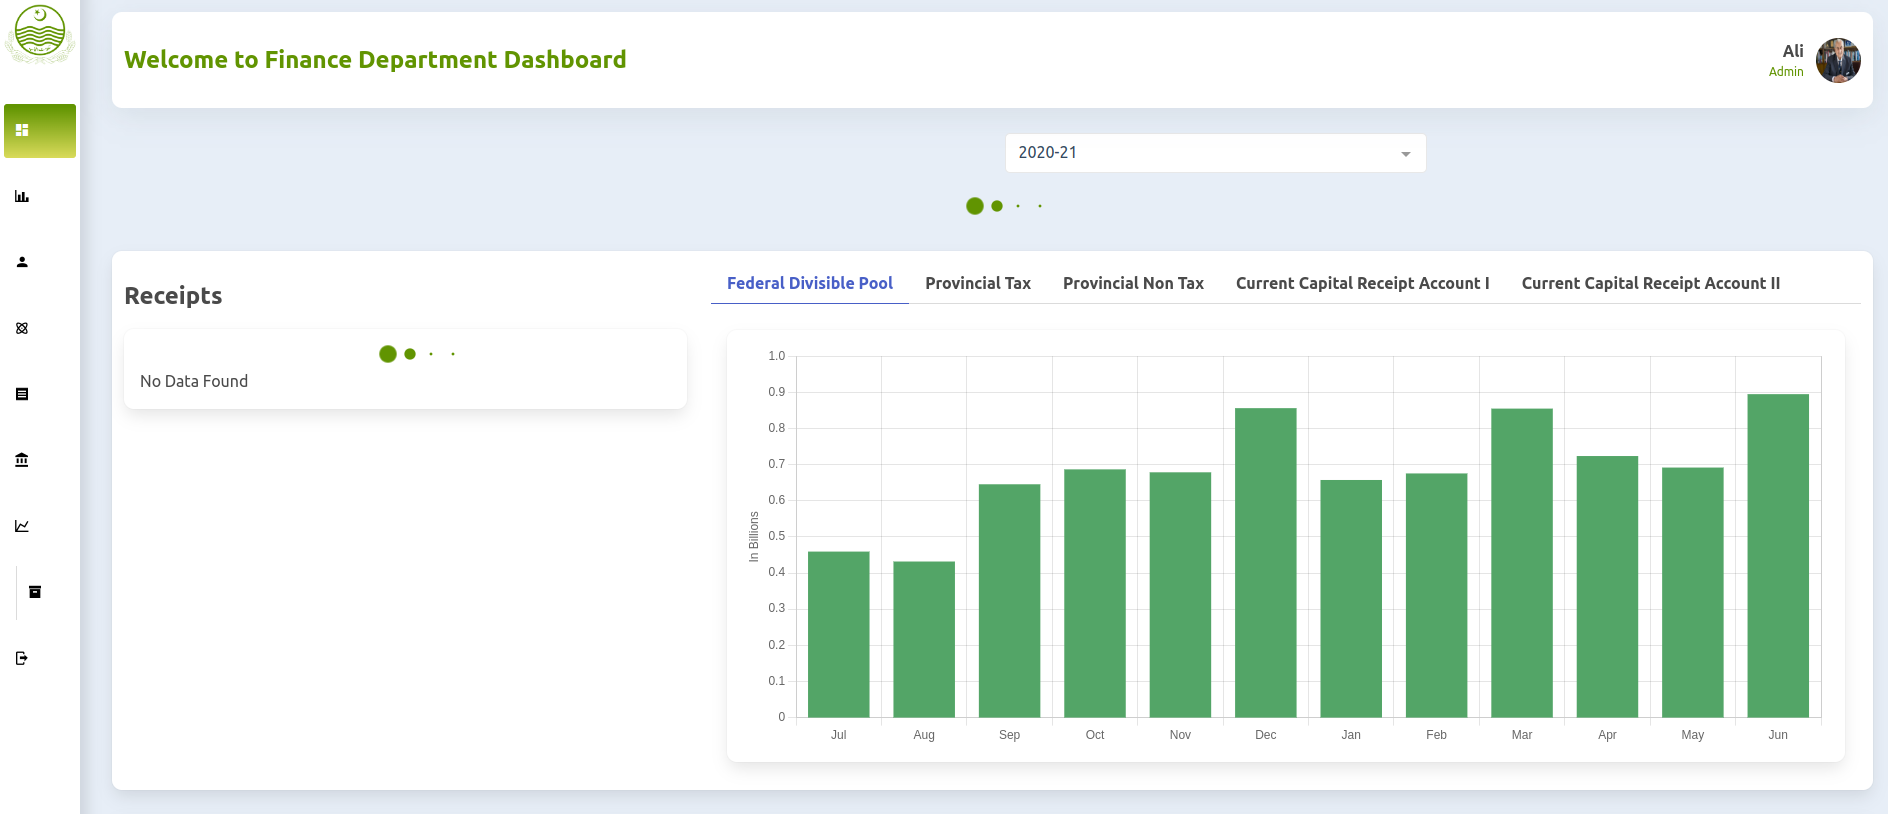 Welcome to Finance Department Dashboard
Ali
Admin
2020-21
Receipts
No Data Found
Federal Divisible Pool Provincial Tax Provincial Non Tax Current Capital Receipt Account I Current Capital Receipt Account II
1.0
0.9
0.8
0.7
0.6
0.5
0.4
0.3
0.2
0.1
0
In Billions
Jul Aug Sep Oct Nov Dec Jan Feb Mar Apr May Jun